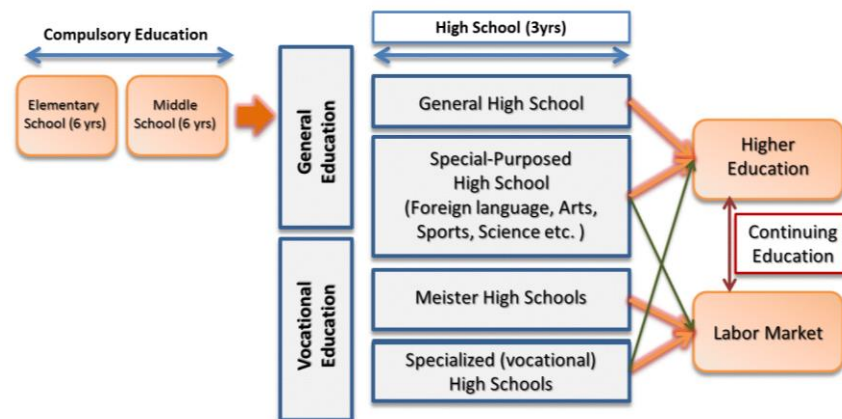 Compulsory Education
High School (3yrs)
Elementary
School (6 yrs)
Middle
School (6 yrs)
General
Education
Vocational
Education
General High School
Special-Purposed
High School
(Foreign language, Arts,
Sports, Science etc. )
Meister High Schools
Specialized (vocational)
High Schools
Higher
Education
Continuing
Education
Labor Market